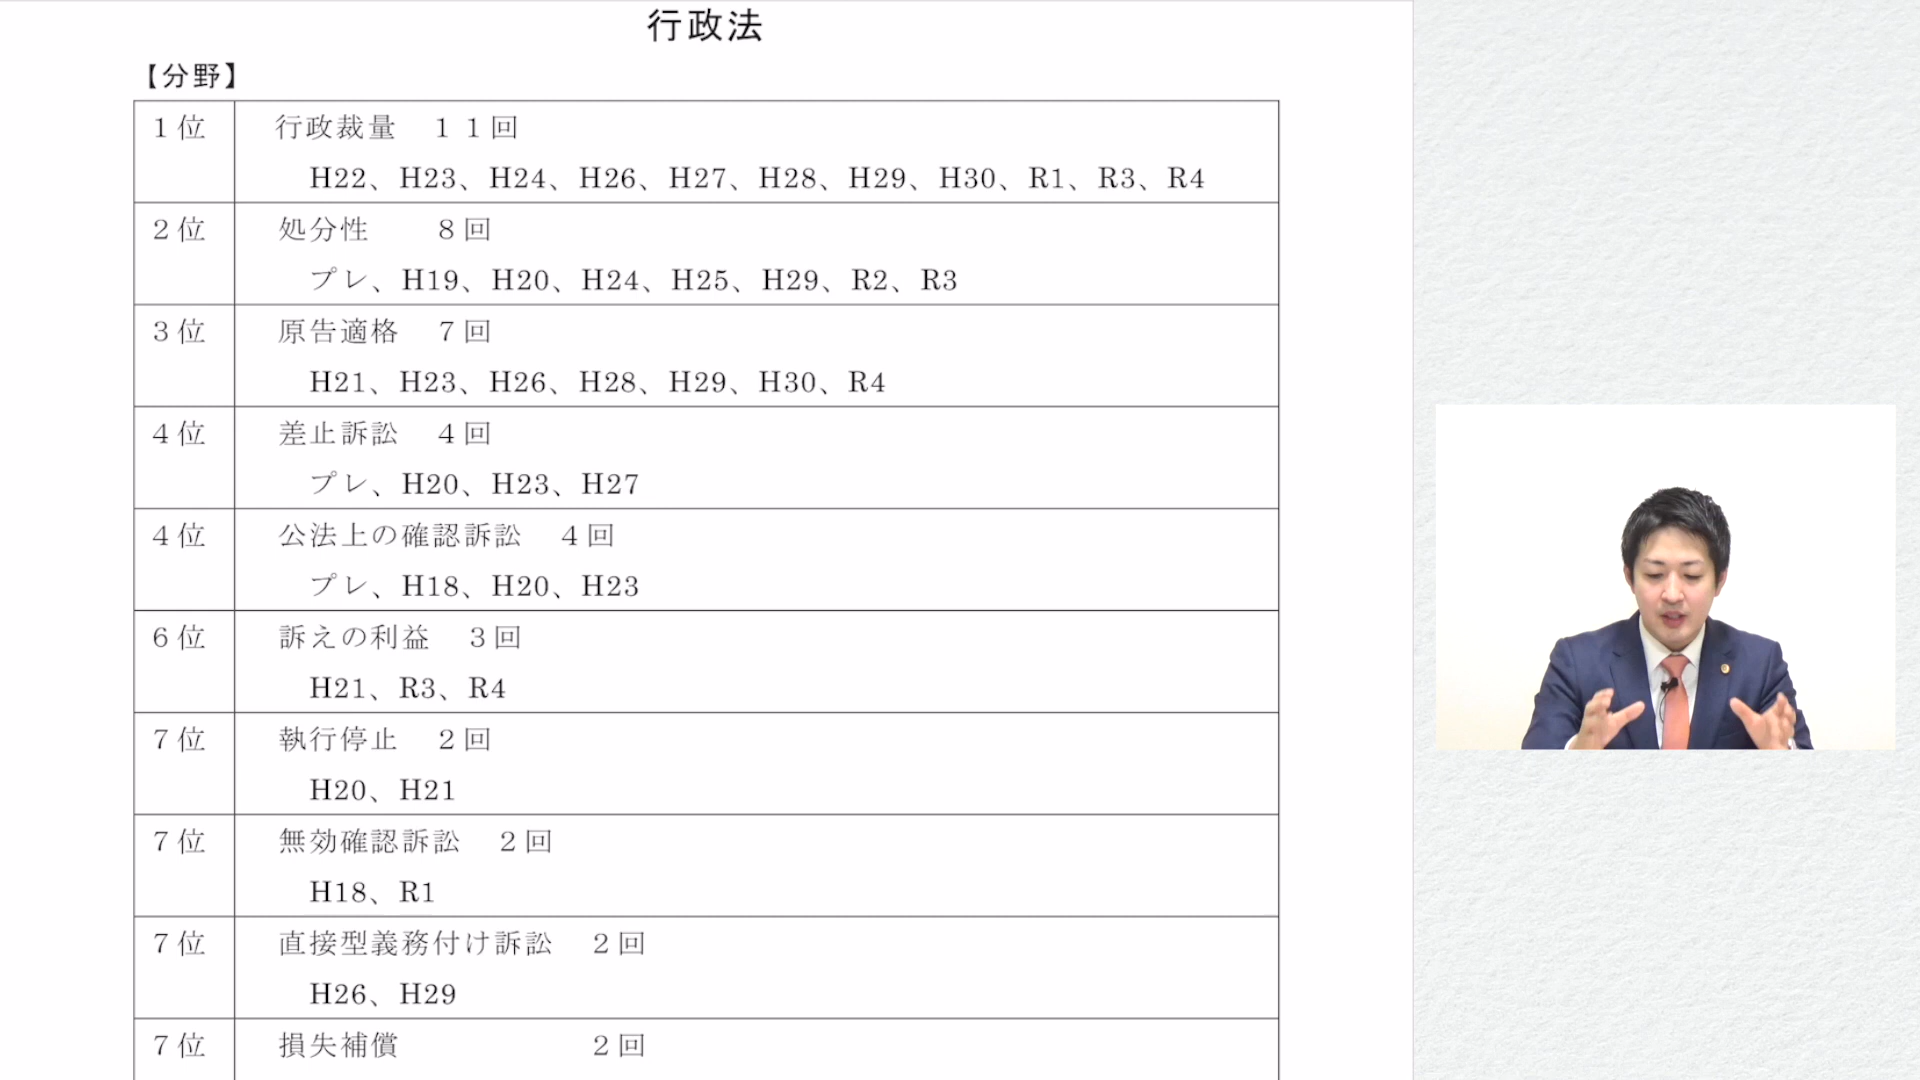 行政法
【分野】
1位 行政裁量 11回
H22、H23、H24、H26、H27、H28、H29、H30、R1、R3、R4
2位 処分性 8回
プレ、H19、H20、H24、H25、H29、R2、R3
3位 原告適格 7回
H21、H23、H26、H28、H29、H30、R4
4位 差止訴訟 4回
プレ、H20、H23、H27
4位 公法上の確認訴訟 4回
プレ、H18、H20、H23
6位 訴えの利益 3回
H21、R3、R4
7位 執行停止 2回
H20、H21
7位 無効確認訴訟 2回
H18、R1
7位 直接型義務付け訴訟 2回
H26、H29
7位 損失補償 2回